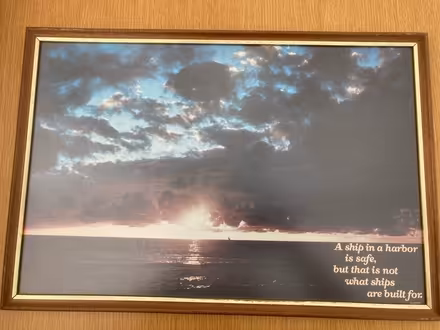 A ship in a harbor
is safe,
but that is not
what ships
are built for.